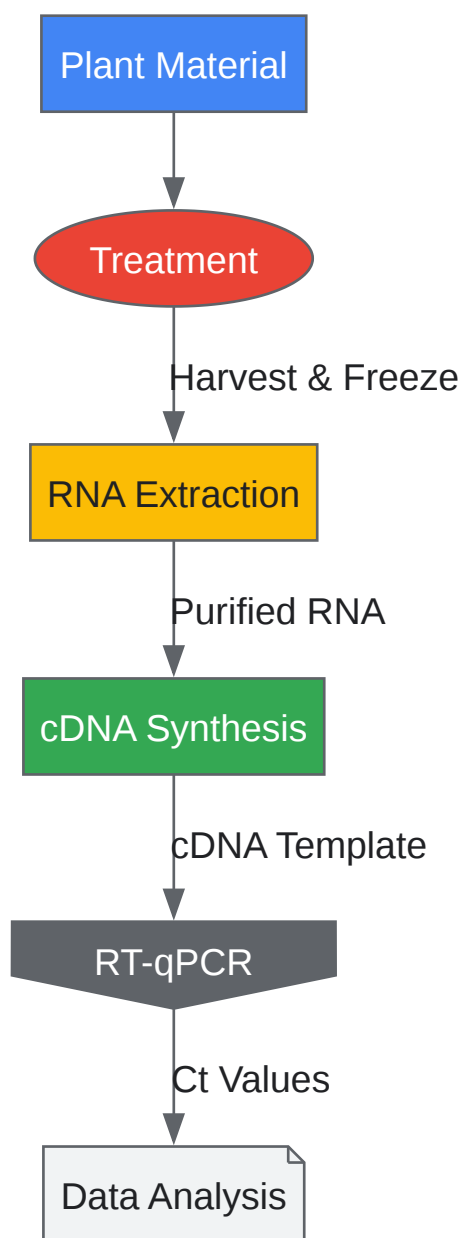 Plant Material
Treatment
Harvest & Freeze
RNA Extraction
Purified RNA
cDNA Synthesis
cDNA Template
RT-qPCR
Ct Values
Data Analysis